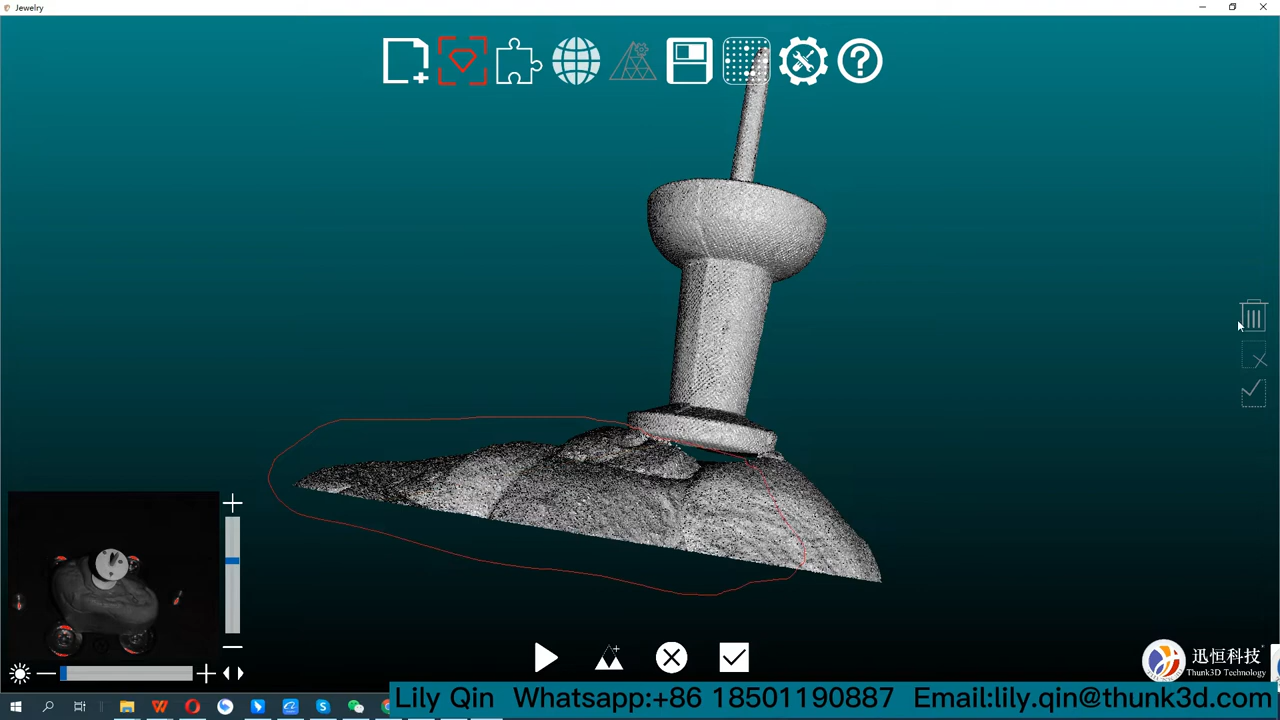 Jewelry
迅恒科技
Thunk3D Technology
Lily Qin Whatsapp:+86 18501190887 Email:lily.qin@thunk3d.com